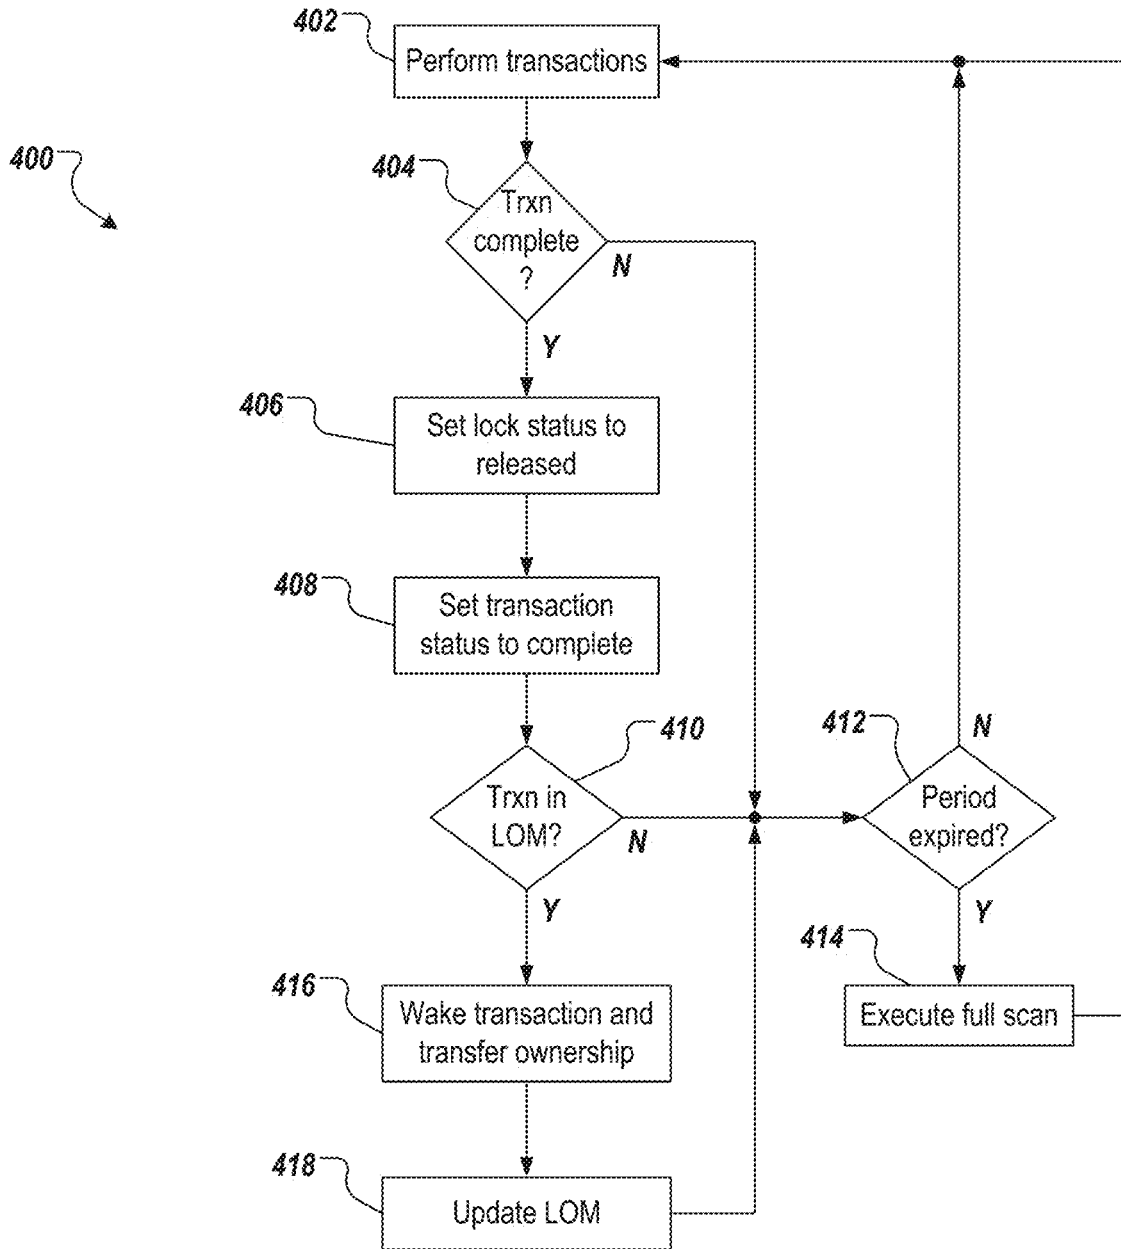 402
Perform transactions
400
404
Trxn
complete
?
N
Y
406
Set lock status to
released
408
Set transaction
status to complete
410
412
N
Trxn in
LOM?
N
Period
expired?
Y
Y
414
416
Wake transaction and
transfer ownership
Execute full scan
418
Update LOM